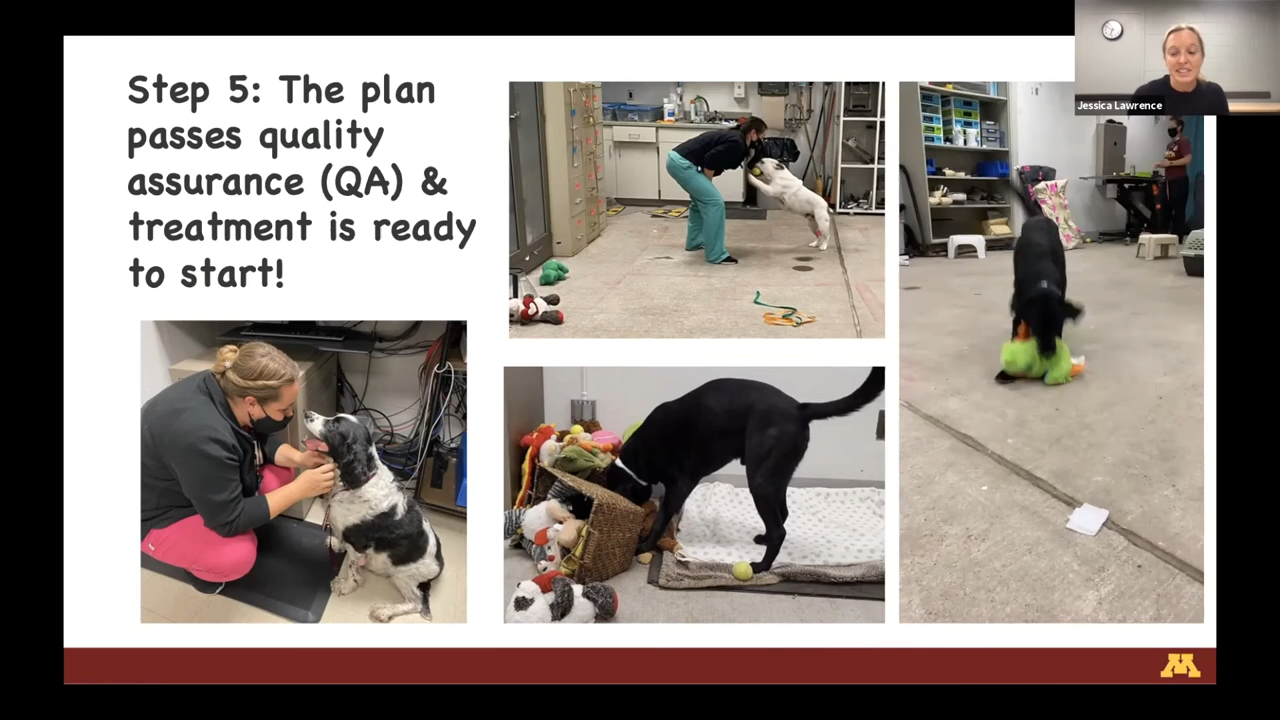 Step 5: The plan
passes quality
assurance (QA) &
treatment is ready
to start!
Jessica Lawrence
M